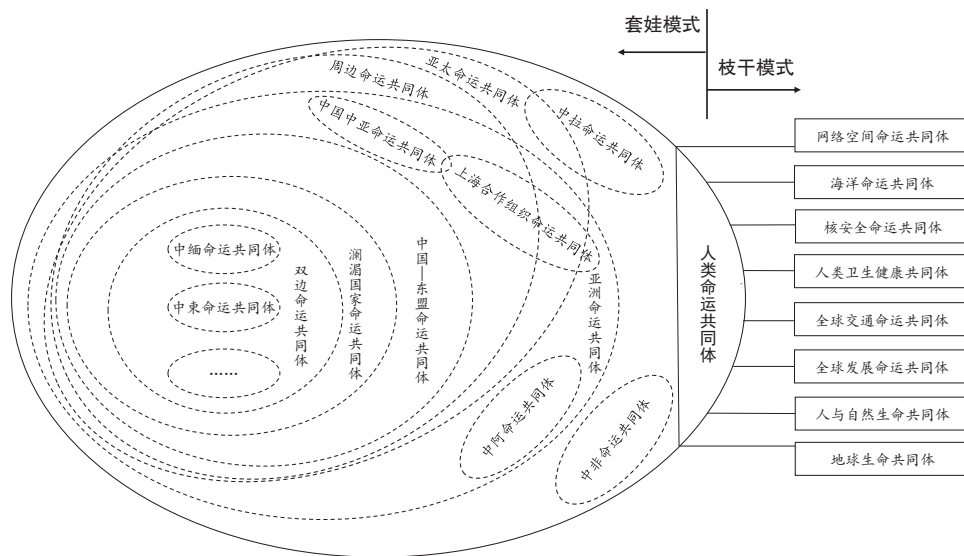 套娃模式
枝干模式
周边命运共同体
亚太命运共同体
中拉命运共同体
中国中亚命运共同体
上海合作组织命运共同体
中缅命运共同体
中柬命运共同体
……
双边命运共同体
澜湄国家命运共同体
中国—东盟命运共同体
亚洲命运共同体
中阿命运共同体
中非命运共同体
人类命运共同体
网络空间命运共同体
海洋命运共同体
核安全命运共同体
人类卫生健康共同体
全球交通命运共同体
全球发展命运共同体
人与自然生命共同体
地球生命共同体